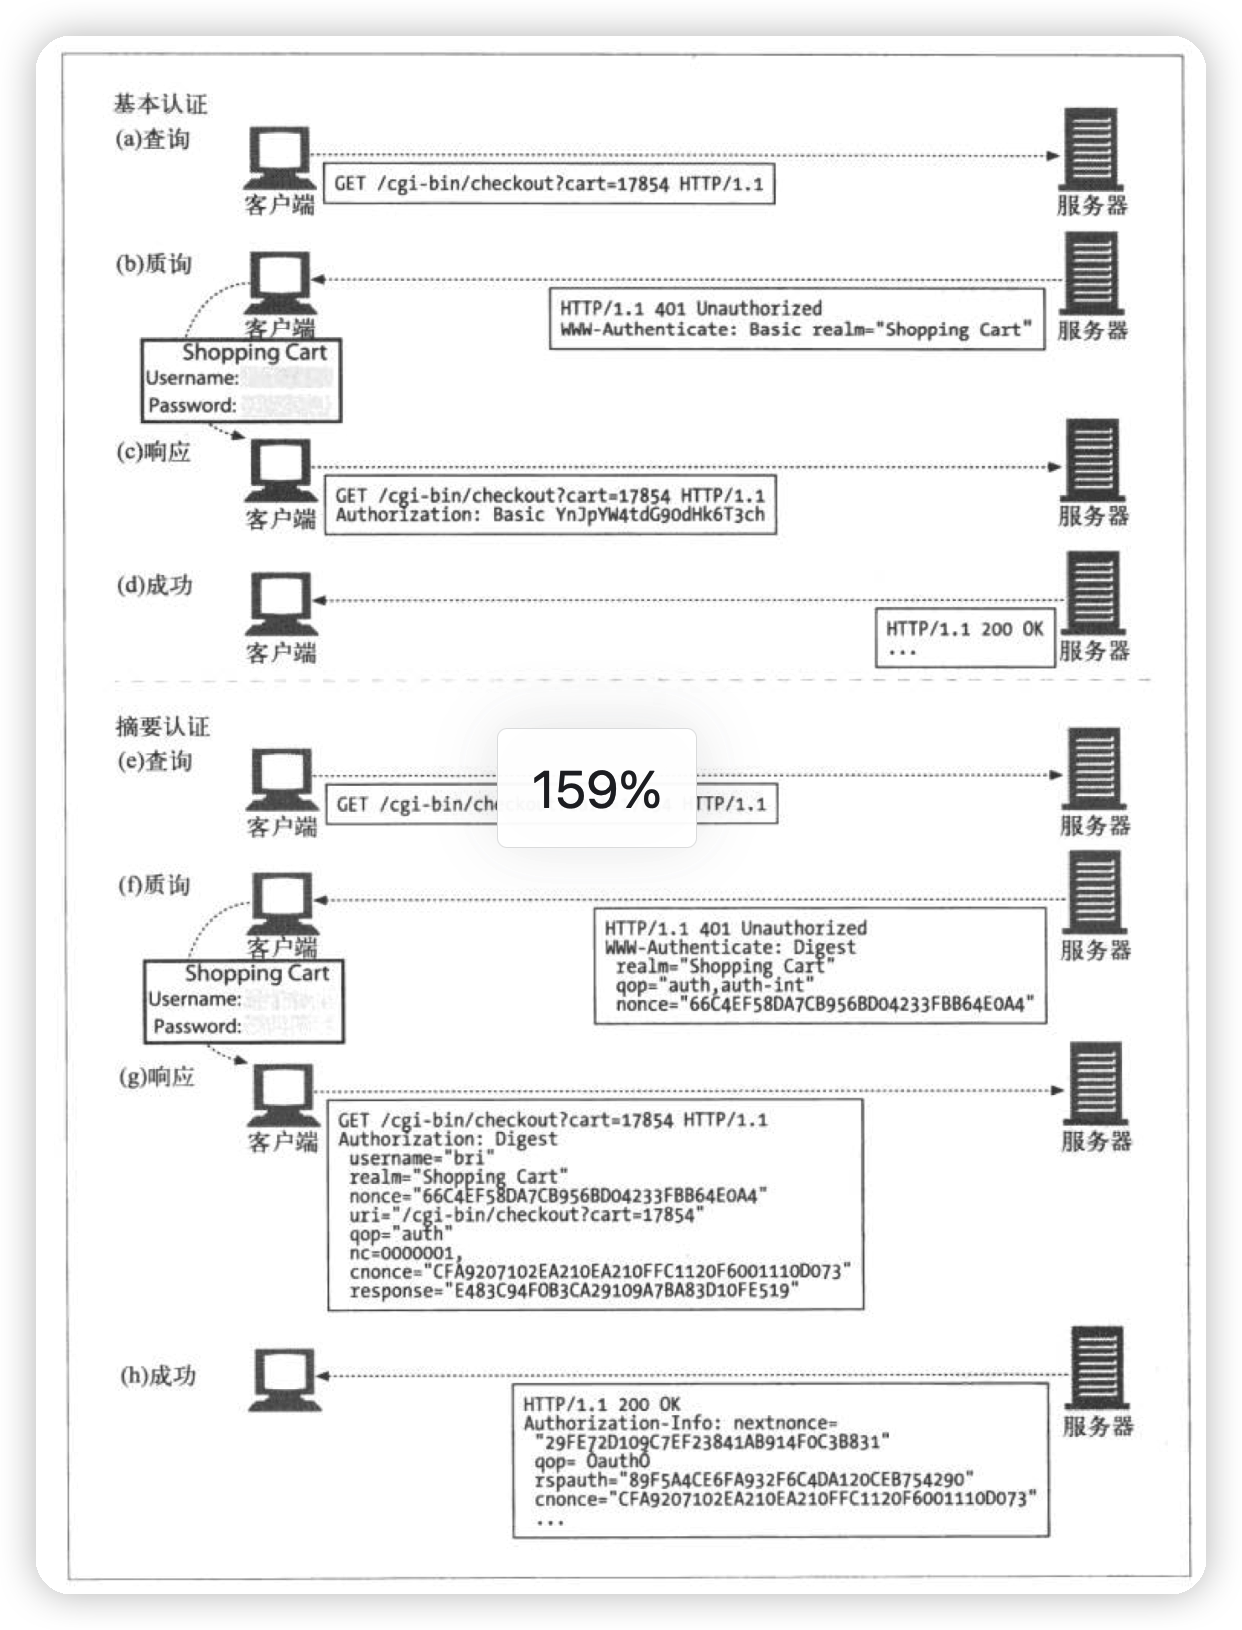 基本认证
(a)查询
GET /cgi-bin/checkout?cart=17854 HTTP/1.1
客户端
服务器
(b)质询
HTTP/1.1 401 Unauthorized
WWW-Authenticate: Basic realm="Shopping Cart"
客户端
服务器
Shopping Cart
Username:
Password:
(c)响应
GET /cgi-bin/checkout?cart=17854 HTTP/1.1
Authorization: Basic YnJpYW4tdG90dHk6T3ch
客户端
服务器
(d)成功
HTTP/1.1 200 OK
...
客户端
服务器
摘要认证
(e)查询
159%
GET /cgi-bin/che HTTP/1.1
客户端
服务器
(f)质询
HTTP/1.1 401 Unauthorized
WWW-Authenticate: Digest
realm="Shopping Cart"
qop="auth,auth-int"
nonce="66C4EF58DA7CB956BD04233FBB64E0A4"
客户端
服务器
Shopping Cart
Username:
Password:
(g)响应
GET /cgi-bin/checkout?cart=17854 HTTP/1.1
Authorization: Digest
username="bri"
realm="Shopping Cart"
nonce="66C4EF58DA7CB956BD04233FBB64E0A4"
uri="/cgi-bin/checkout?cart=17854"
qop="auth"
nc=0000001,
cnonce="CFA9207102EA210EA210FFC1120F6001110D073"
response="E483C94F0B3CA29109A7BA83D10FE519"
客户端
服务器
(h)成功
HTTP/1.1 200 OK
Authorization-Info: nextnonce=
"29FE72D109C7EF23841AB914F0C3B831"
qop= ÒauthÓ
rspauth="89F5A4CE6FA932F6C4DA120CEB754290"
cnonce="CFA9207102EA210EA210FFC1120F6001110D073"
...
服务器